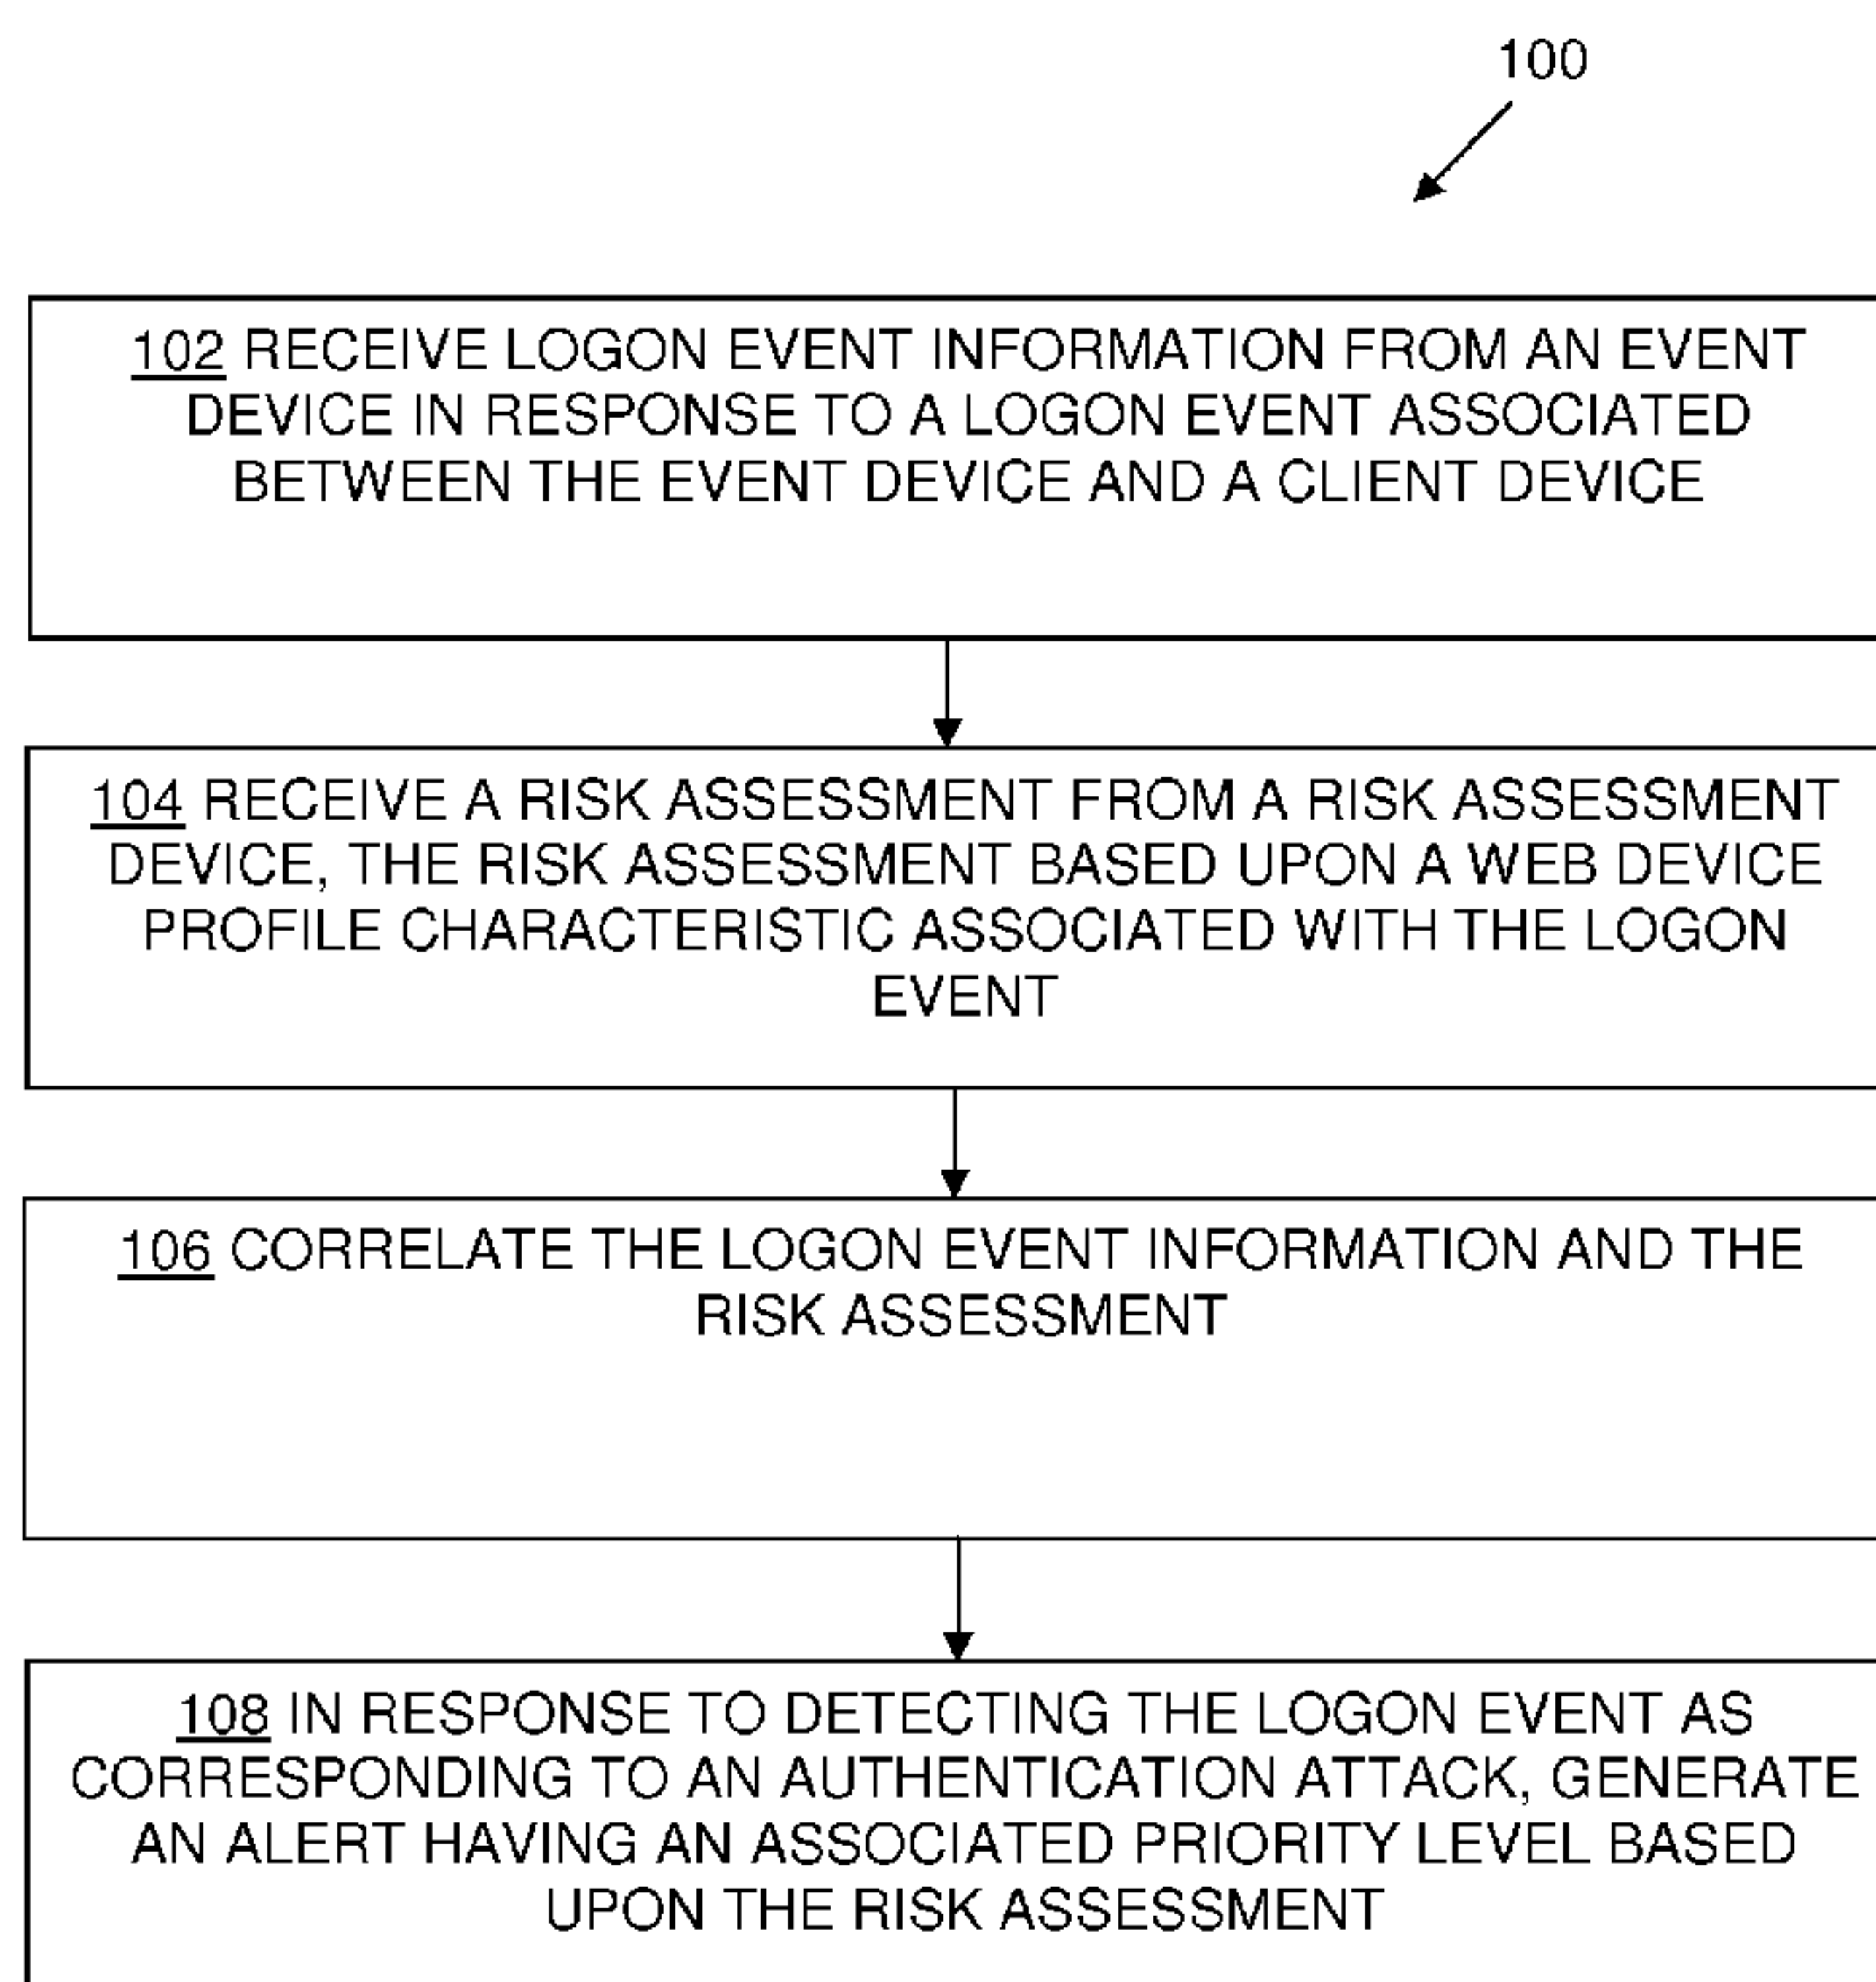 100
102 RECEIVE LOGON EVENT INFORMATION FROM AN EVENT
DEVICE IN RESPONSE TO A LOGON EVENT ASSOCIATED
BETWEEN THE EVENT DEVICE AND A CLIENT DEVICE
104 RECEIVE A RISK ASSESSMENT FROM A RISK ASSESSMENT
DEVICE, THE RISK ASSESSMENT BASED UPON A WEB DEVICE
PROFILE CHARACTERISTIC ASSOCIATED WITH THE LOGON
EVENT
106 CORRELATE THE LOGON EVENT INFORMATION AND THE
RISK ASSESSMENT
108 IN RESPONSE TO DETECTING THE LOGON EVENT AS
CORRESPONDING TO AN AUTHENTICATION ATTACK, GENERATE
AN ALERT HAVING AN ASSOCIATED PRIORITY LEVEL BASED
UPON THE RISK ASSESSMENT